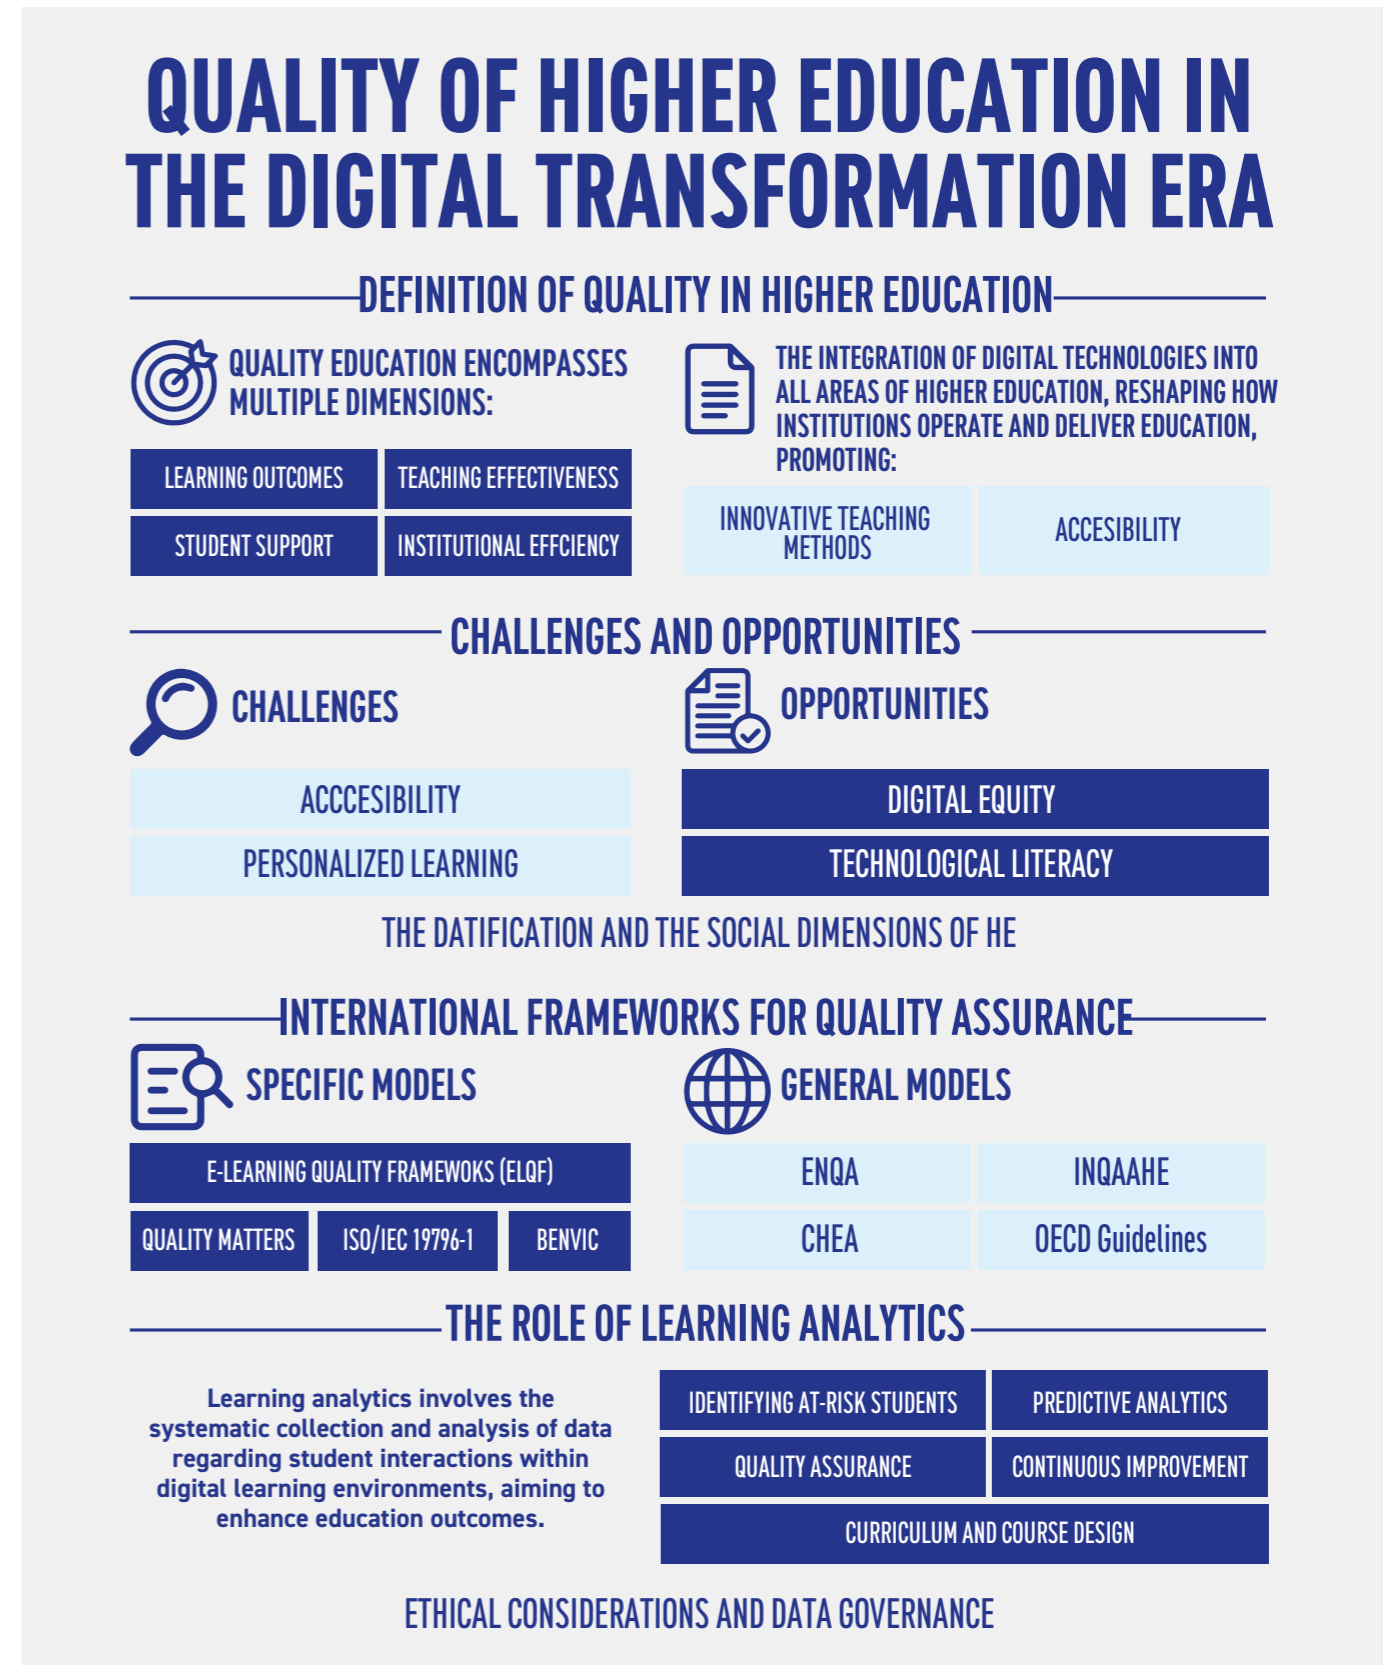 QUALITY OF HIGHER EDUCATION IN
THE DIGITAL TRANSFORMATION ERA
DEFINITION OF QUALITY IN HIGHER EDUCATION
QUALITY EDUCATION ENCOMPASSES
MULTIPLE DIMENSIONS:
LEARNING OUTCOMES
TEACHING EFFECTIVENESS
STUDENT SUPPORT
INSTITUTIONAL EFFCIENCY
THE INTEGRATION OF DIGITAL TECHNOLOGIES INTO
ALL AREAS OF HIGHER EDUCATION, RESHAPING HOW
INSTITUTIONS OPERATE AND DELIVER EDUCATION,
PROMOTING:
INNOVATIVE TEACHING
METHODS
ACCESIBILITY
CHALLENGES AND OPPORTUNITIES
CHALLENGES
ACCCESIBILITY
PERSONALIZED LEARNING
OPPORTUNITIES
DIGITAL EQUITY
TECHNOLOGICAL LITERACY
THE DATIFICATION AND THE SOCIAL DIMENSIONS OF HE
INTERNATIONAL FRAMEWORKS FOR QUALITY ASSURANCE
SPECIFIC MODELS
E-LEARNING QUALITY FRAMEWOKS (ELQF)
QUALITY MATTERS
ISO/IEC 19796-1
BENVIC
GENERAL MODELS
ENQA
INQAAHE
CHEA
OECD Guidelines
THE ROLE OF LEARNING ANALYTICS
Learning analytics involves the
systematic collection and analysis of data
regarding student interactions within
digital learning environments, aiming to
enhance education outcomes.
IDENTIFYING AT-RISK STUDENTS
PREDICTIVE ANALYTICS
QUALITY ASSURANCE
CONTINUOUS IMPROVEMENT
CURRICULUM AND COURSE DESIGN
ETHICAL CONSIDERATIONS AND DATA GOVERNANCE